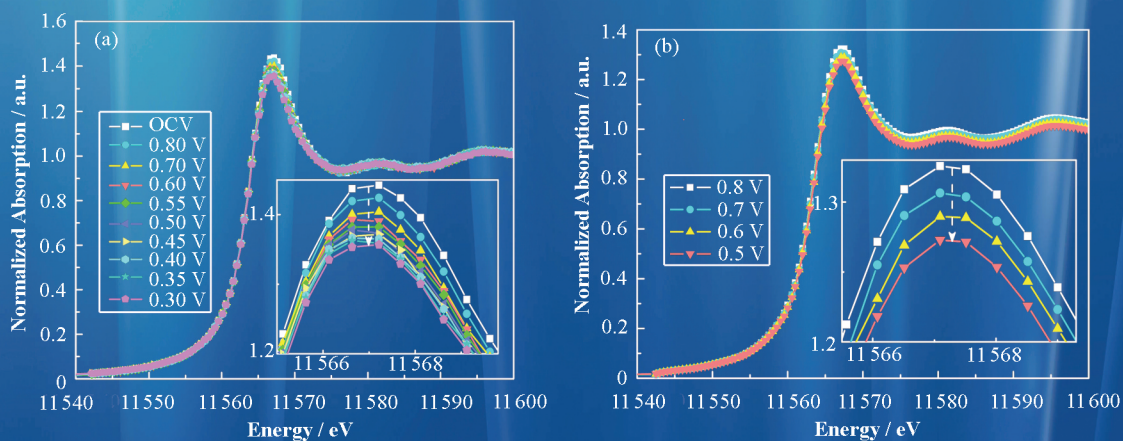 (a)
Normalized Absorption / a.u.
1.6
1.4
1.2
1.0
0.8
0.6
0.4
0.2
0
OCV
0.80 V
0.70 V
0.60 V
0.55 V
0.50 V
0.45 V
0.40 V
0.35 V
0.30 V
1.4
1.2
11 566
11 568
11 540
11 550
11 560
11 570
11 580
11 590
11 600
Energy / eV
(b)
Normalized Absorption / a.u.
1.4
1.2
1.0
0.8
0.6
0.4
0.2
0
0.8 V
0.7 V
0.6 V
0.5 V
1.3
1.2
11 566
11 568
11 540
11 550
11 560
11 570
11 580
11 590
11 600
Energy / eV